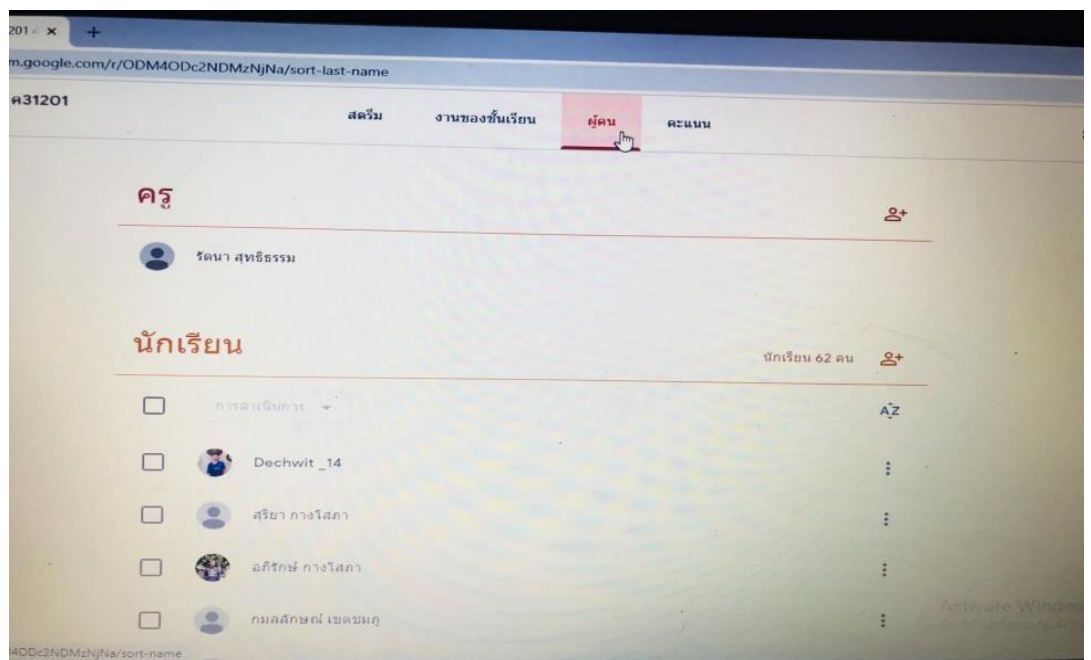 201
m.google.com/r/ODM4ODc2NDMzNjNa/sort-last-name
ค31201
สตรีม งานของชั้นเรียน ผู้คน คะแนน
ครู
รัตนา สุทธิธรรม
นักเรียน
นักเรียน 62 คน
การดำเนินการ
AZ
Dechwit _14
สุริยา กางโสภา
อภิรักษ์ กางโสภา
กมลลักษณ์ เขตชมภู
Activate Window
4ODc2NDMzNjNa/sort-name